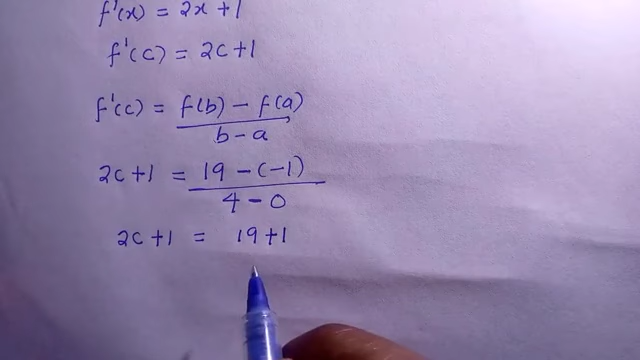 f'(x) = 2x + 1
f'(c) = 2c + 1
f'(c) = f(b) - f(a)
b - a
2c + 1 = 19 - (-1)
4 - 0
2c + 1 = 19 + 1